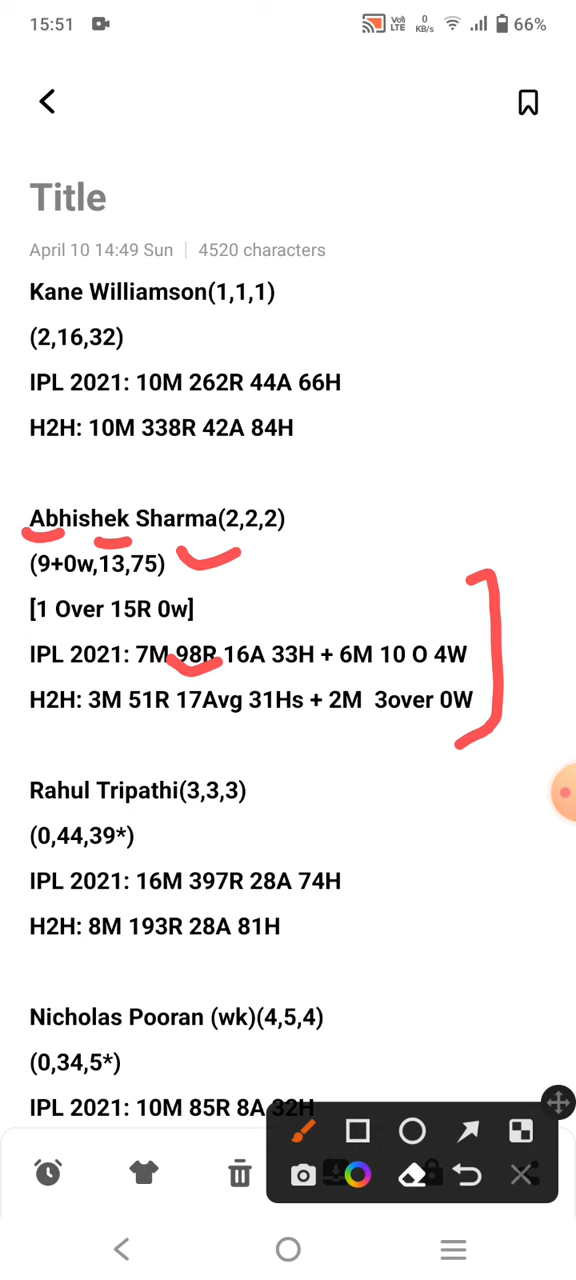 15:51
Vol) LTE
0 KB/s
66%
Title
April 10 14:49 Sun | 4520 characters
Kane Williamson(1,1,1)
(2,16,32)
IPL 2021: 10M 262R 44A 66H
H2H: 10M 338R 42A 84H
Abhishek Sharma(2,2,2)
(9+0w,13,75)
[1 Over 15R 0w]
IPL 2021: 7M 98R 16A 33H + 6M 10 O 4W
H2H: 3M 51R 17Avg 31Hs + 2M 3over 0W
Rahul Tripathi(3,3,3)
(0,44,39*)
IPL 2021: 16M 397R 28A 74H
H2H: 8M 193R 28A 81H
Nicholas Pooran (wk)(4,5,4)
(0,34,5*)
IPL 2021: 10M 85R 8A 32H